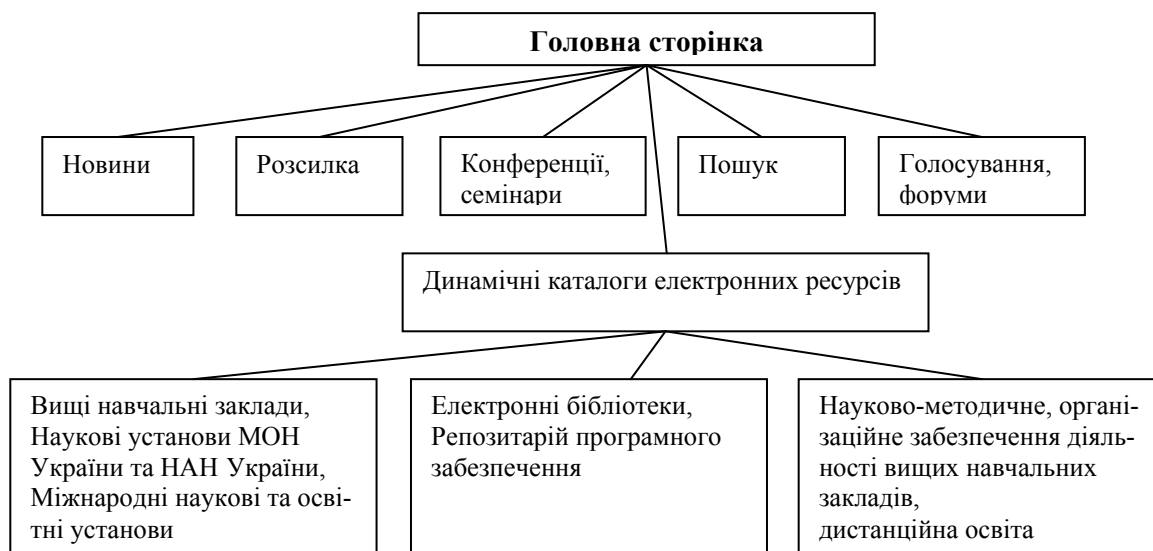 Головна сторінка
Новини
Розсилка
Конференції,
семінари
Пошук
Голосування,
форуми
Динамічні каталоги електронних ресурсів
Вищі навчальні заклади,
Наукові установи МОН
України та НАН України,
Міжнародні наукові та осві-
тні установи
Електронні бібліотеки,
Репозитарій програмного
забезпечення
Науково-методичне, органі-
заційне забезпечення діяль-
ності вищих навчальних
закладів,
дистанційна освіта